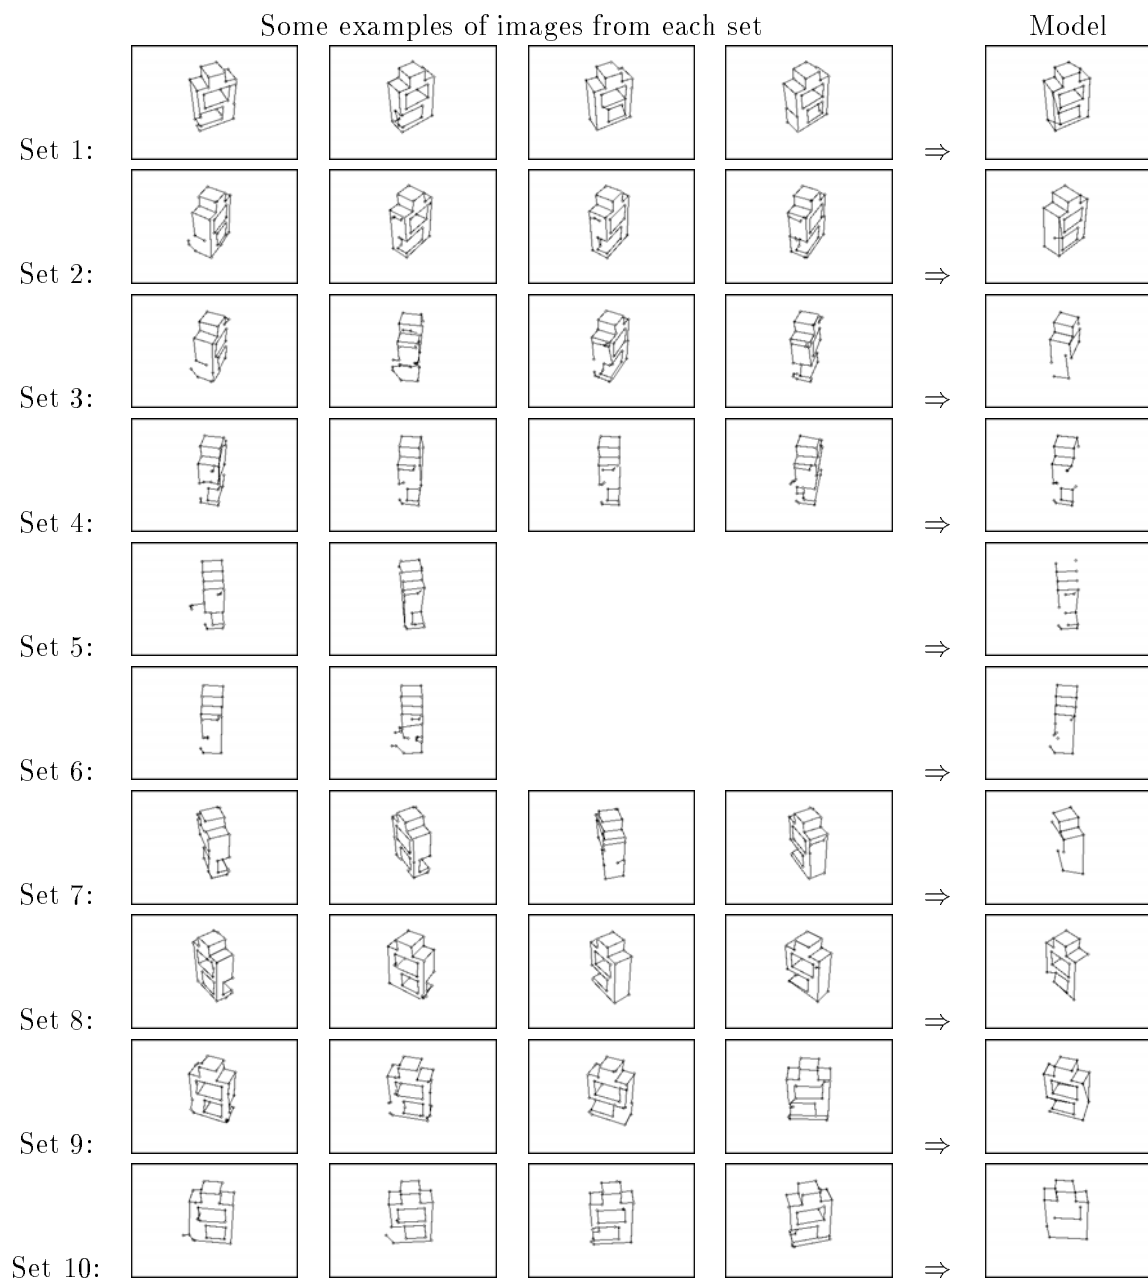 Some examples of images from each set Model
Set 1: ⇒
Set 2: ⇒
Set 3: ⇒
Set 4: ⇒
Set 5: ⇒
Set 6: ⇒
Set 7: ⇒
Set 8: ⇒
Set 9: ⇒
Set 10: ⇒